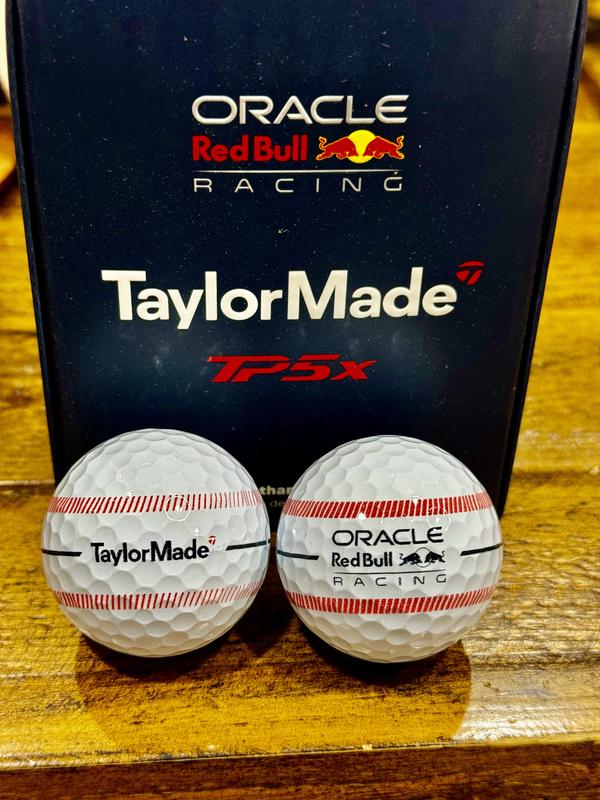 ORACLE
Red Bull
RACING
TaylorMade
TP5x
TaylorMade
ORACLE
Red Bull
RACING